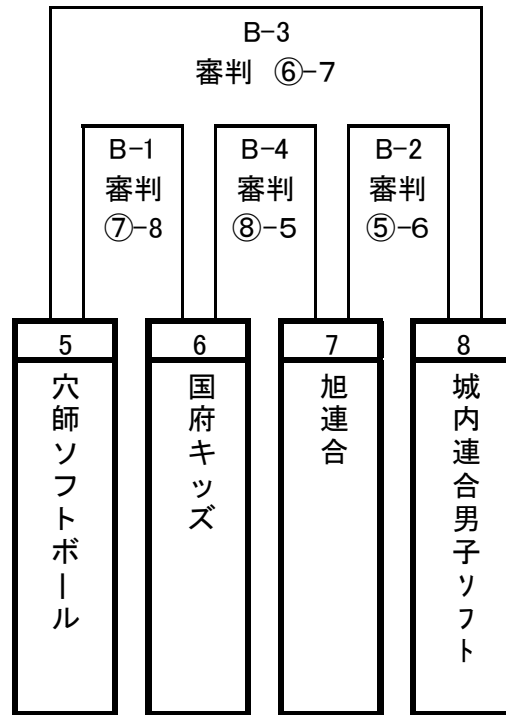 B-3
審判 ⑥-7
B-1
審判
⑦-8
B-4
審判
⑧-5
B-2
審判
⑤-6
5
穴師ソフトボール
6
国府キッズ
7
旭連合
8
城内連合男子ソフト